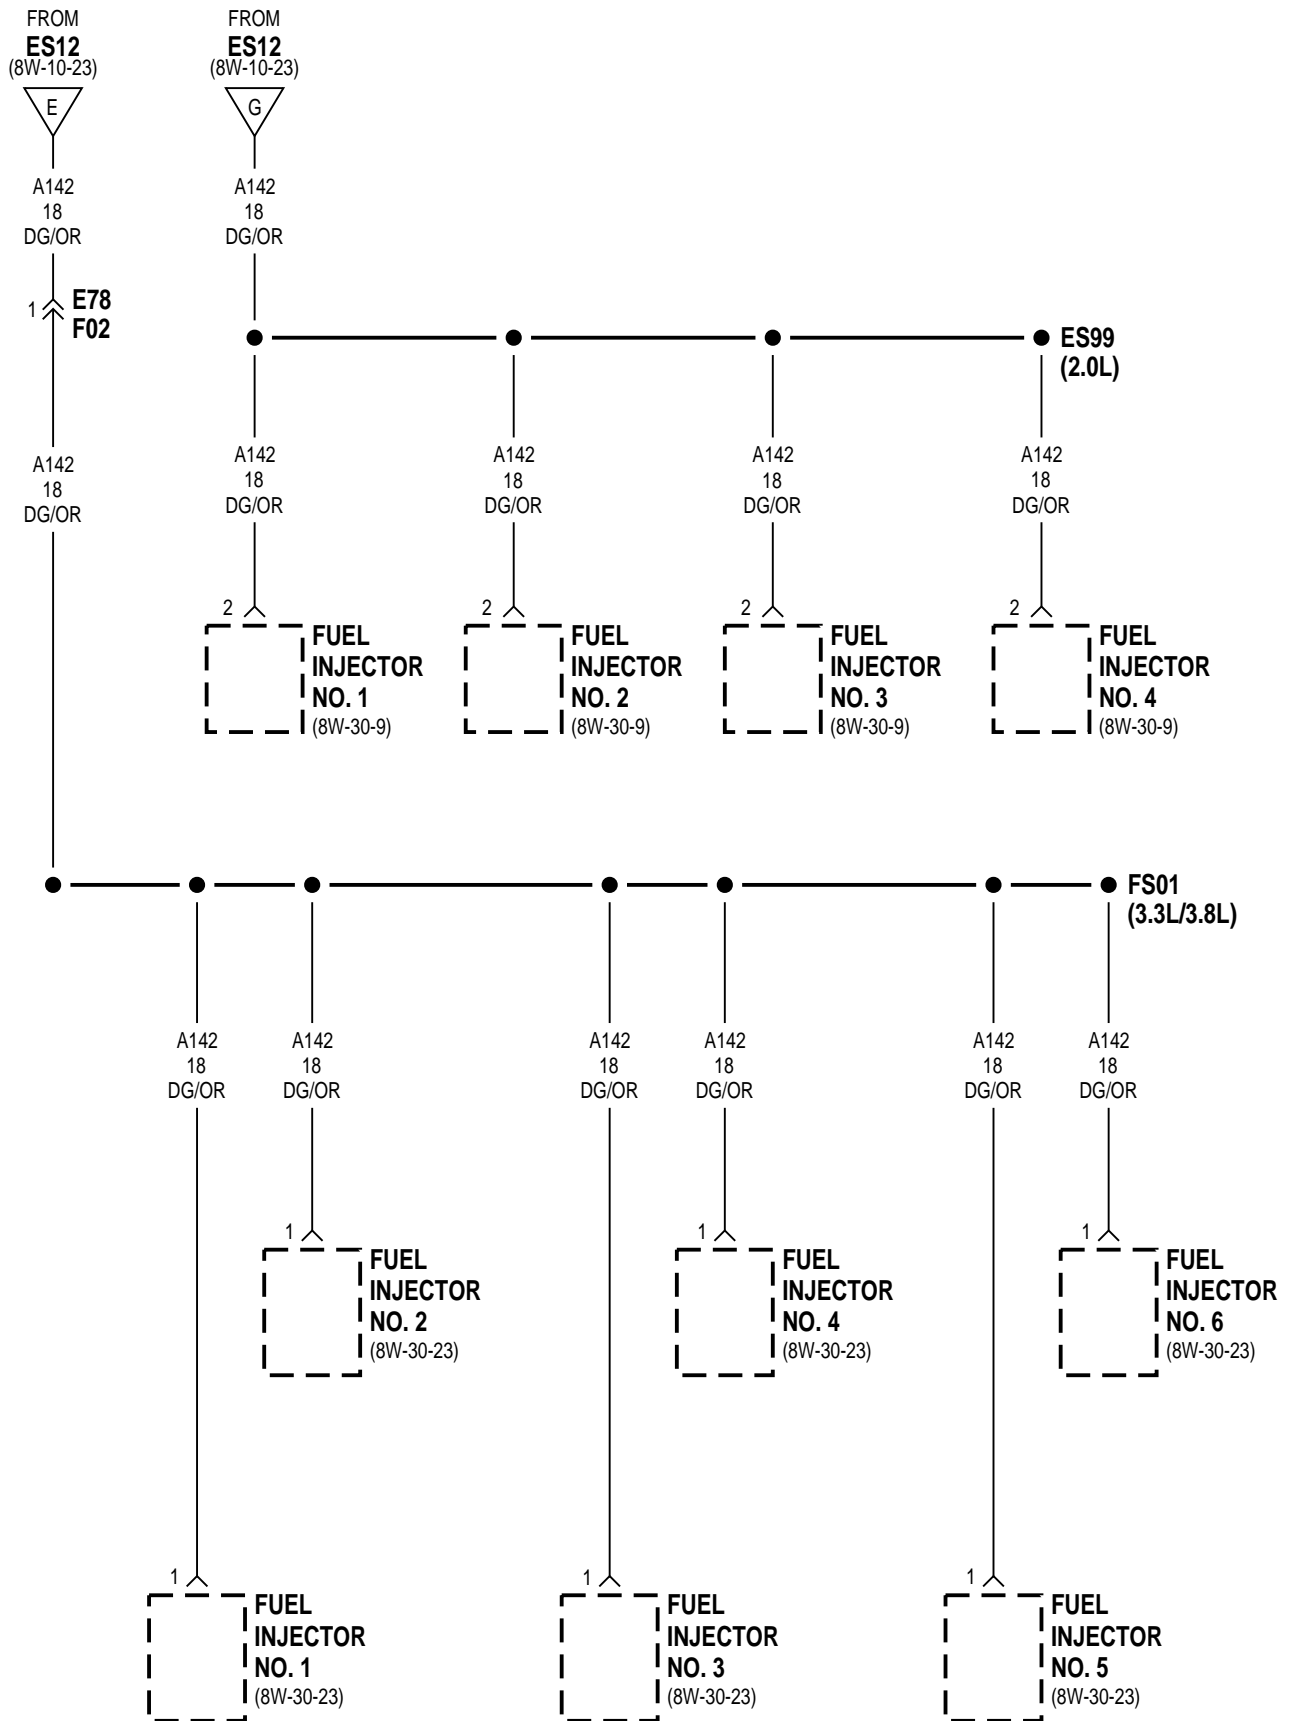 FROM
ES12
(8W-10-23)
E
A142
18
DG/OR
1
E78
F02
A142
18
DG/OR
FROM
ES12
(8W-10-23)
G
A142
18
DG/OR
ES99
(2.0L)
A142
18
DG/OR
2
FUEL
INJECTOR
NO. 1
(8W-30-9)
A142
18
DG/OR
2
FUEL
INJECTOR
NO. 2
(8W-30-9)
A142
18
DG/OR
2
FUEL
INJECTOR
NO. 3
(8W-30-9)
A142
18
DG/OR
2
FUEL
INJECTOR
NO. 4
(8W-30-9)
FS01
(3.3L/3.8L)
A142
18
DG/OR
A142
18
DG/OR
A142
18
DG/OR
A142
18
DG/OR
A142
18
DG/OR
A142
18
DG/OR
1
FUEL
INJECTOR
NO. 2
(8W-30-23)
1
FUEL
INJECTOR
NO. 4
(8W-30-23)
1
FUEL
INJECTOR
NO. 6
(8W-30-23)
1
FUEL
INJECTOR
NO. 1
(8W-30-23)
1
FUEL
INJECTOR
NO. 3
(8W-30-23)
1
FUEL
INJECTOR
NO. 5
(8W-30-23)